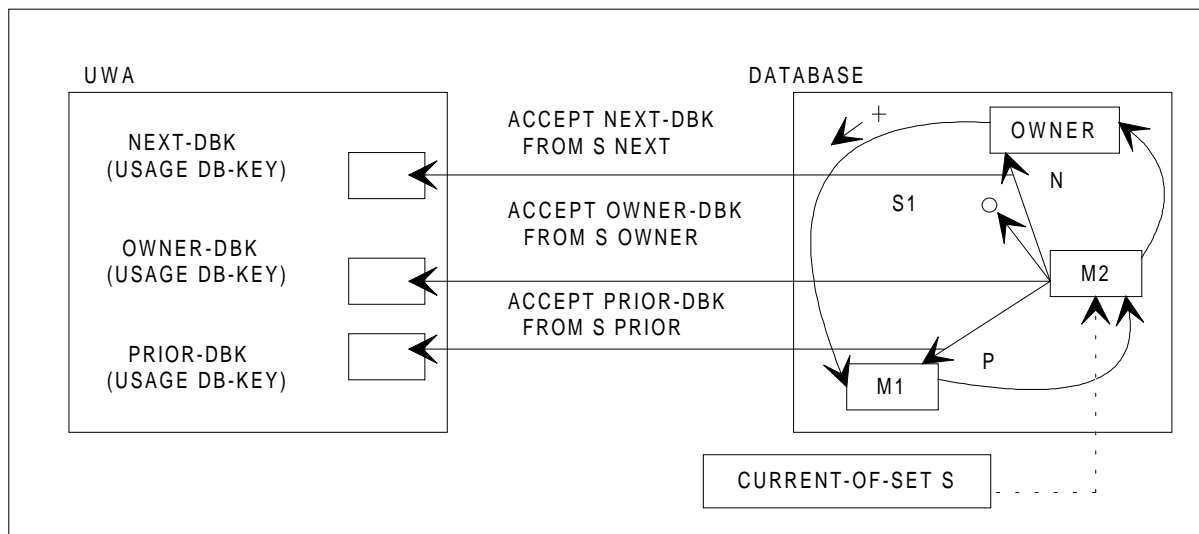 UWA
DATABASE
NEXT-DBK
(USAGE DB-KEY)
ACCEPT NEXT-DBK
FROM S NEXT
+
OWNER
N
S1
OWNER-DBK
(USAGE DB-KEY)
ACCEPT OWNER-DBK
FROM S OWNER
M2
PRIOR-DBK
(USAGE DB-KEY)
ACCEPT PRIOR-DBK
FROM S PRIOR
P
M1
CURRENT-OF-SET S